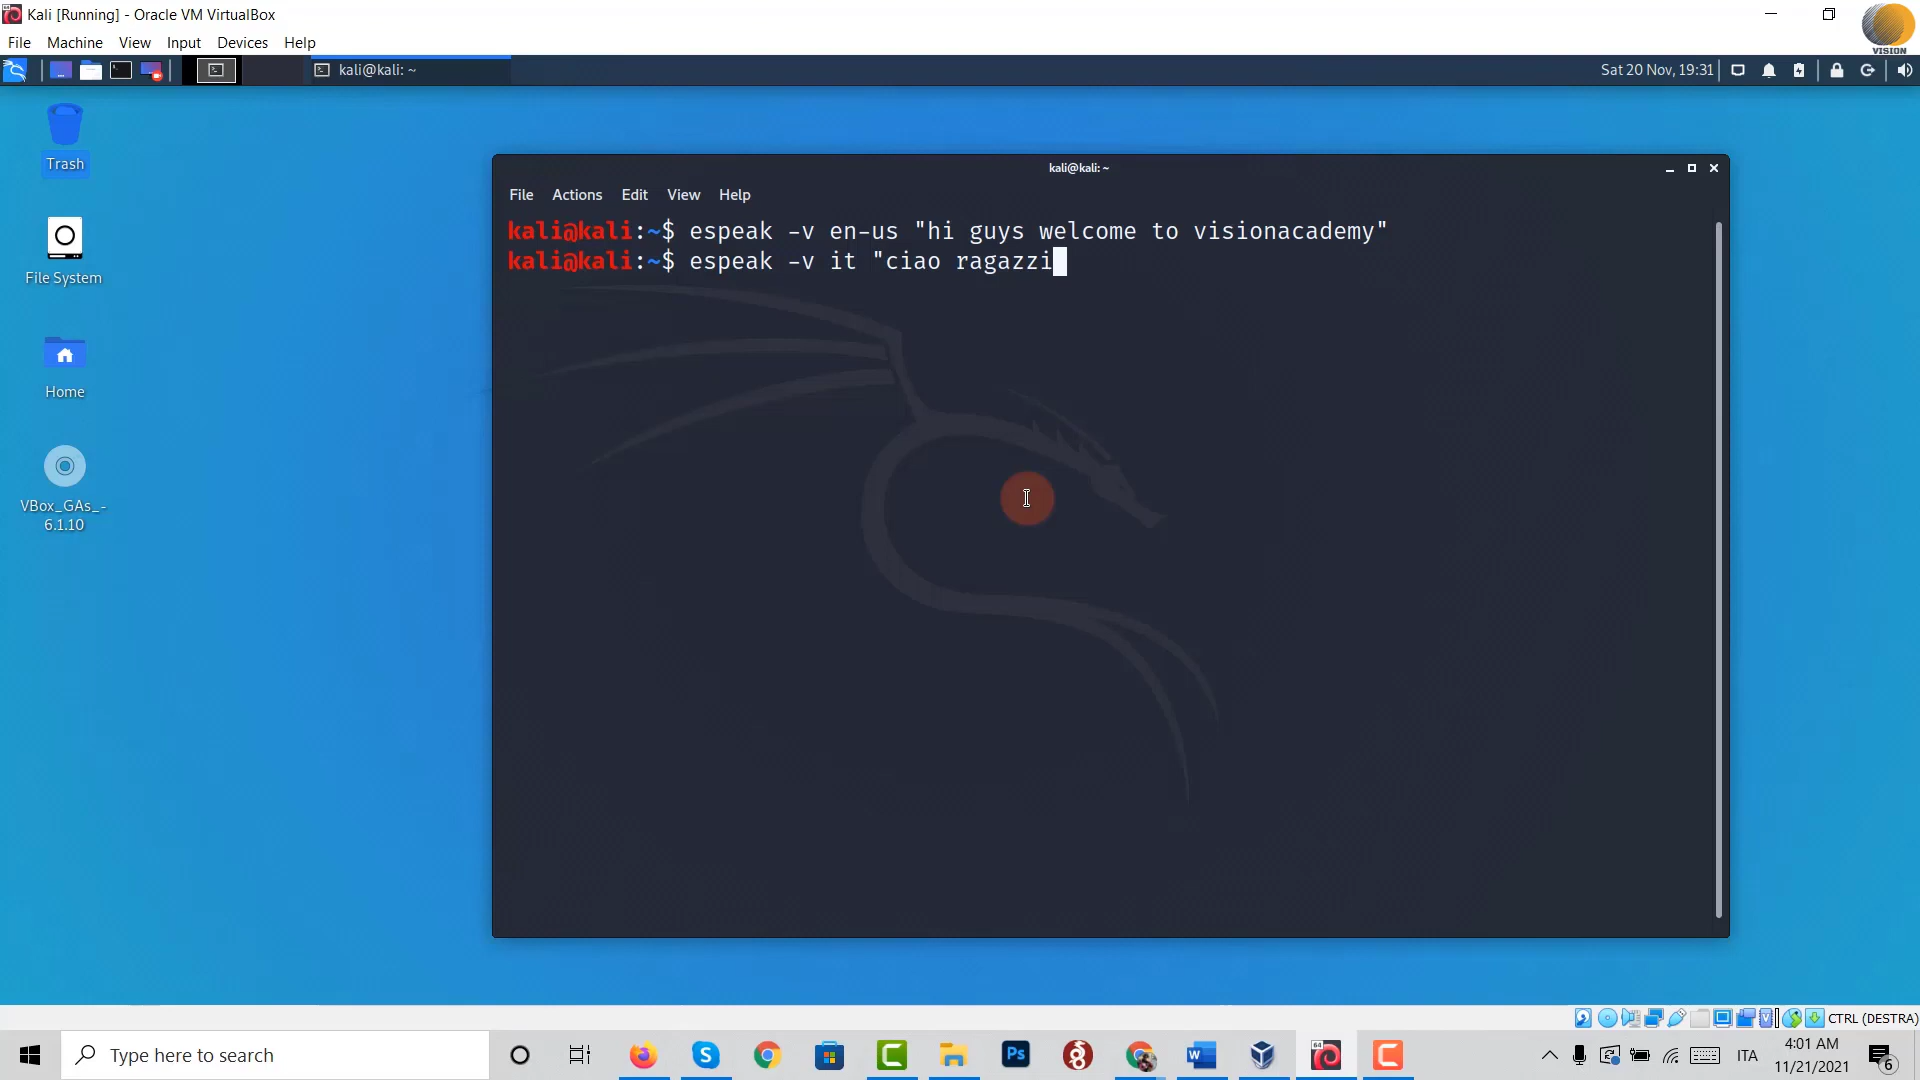 Kali [Running] - Oracle VM VirtualBox
File Machine View Input Devices Help
VISION
kali@kali: ~
Sat 20 Nov, 19:31
Trash
File System
Home
VBox_GAs_-
6.1.10
kali@kali: ~
File Actions Edit View Help
kali@kali:~$ espeak -v en-us "hi guys welcome to visionacademy"
kali@kali:~$ espeak -v it "ciao ragazzi
CTRL (DESTRA)
Type here to search
Ps
W
64
ITA
4:01 AM
11/21/2021
6